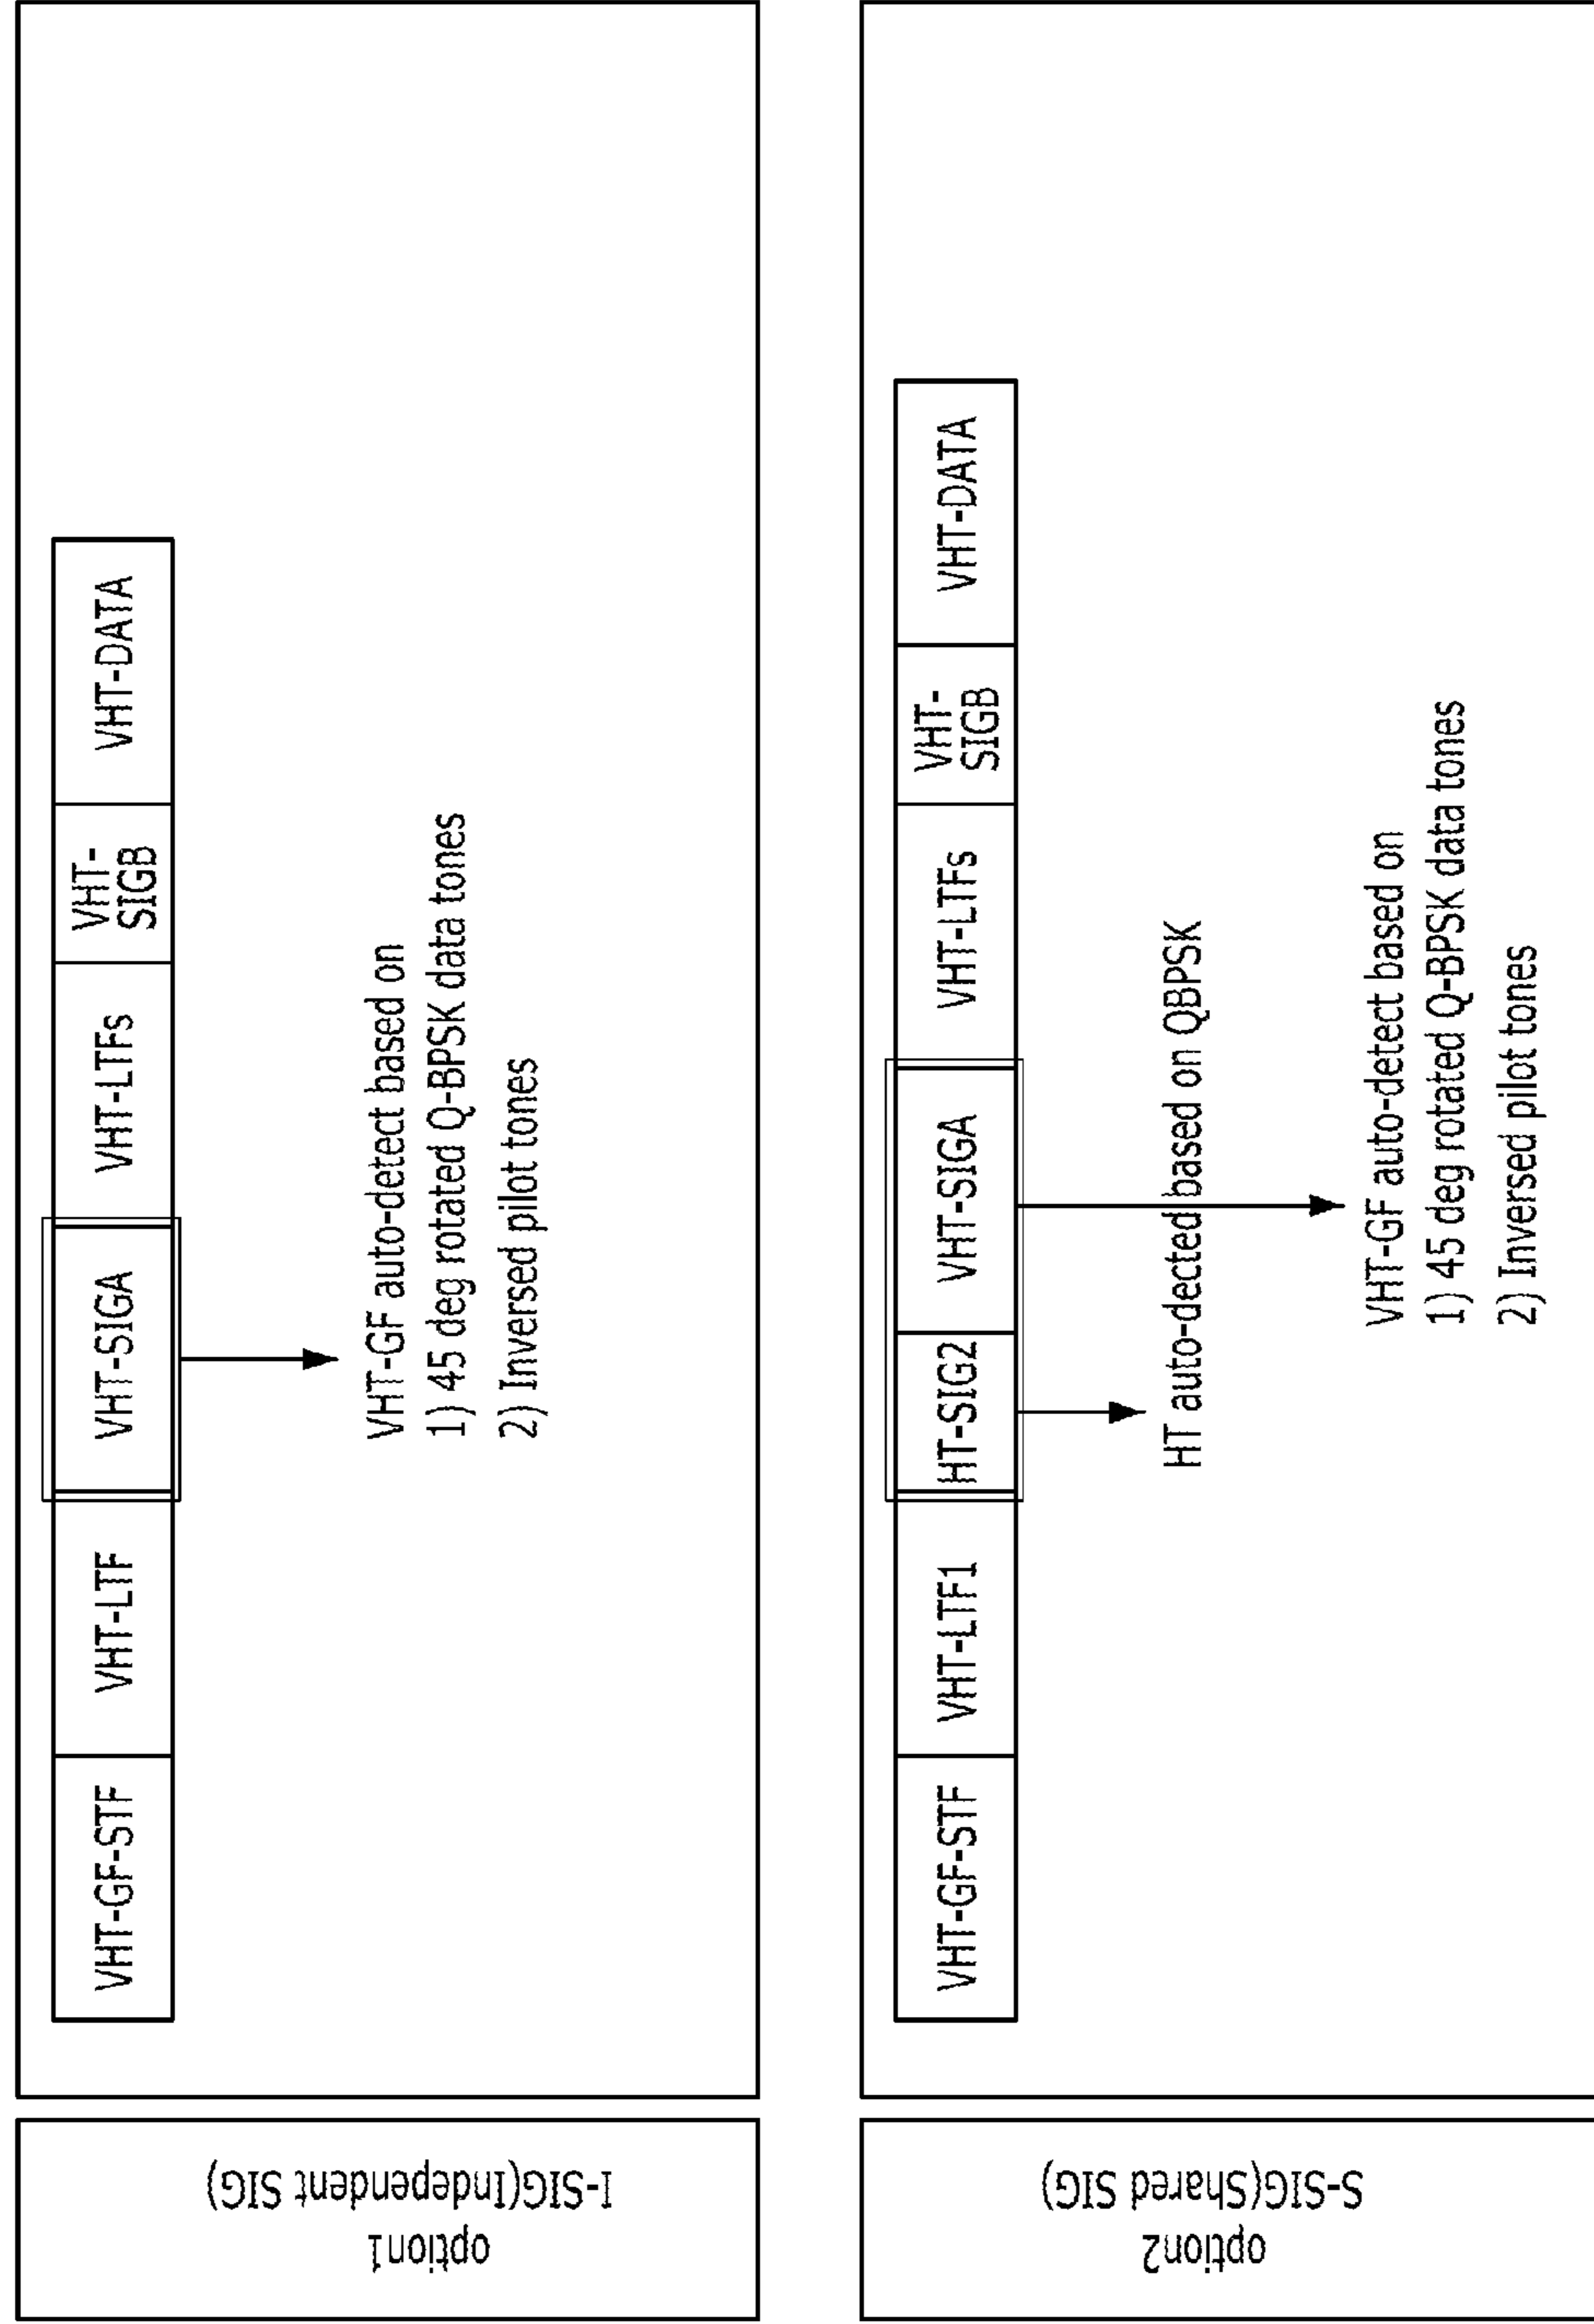 option1
I-SIG(Independent SIG)
VHT-GF-STF
VHT-LTF
VHT-SIGA
VHT-LTFs
VHT-
SIGB
VHT-DATA
VHT-GF auto-detect based on
1) 45 deg rotated Q-BPSK data tones
2) Inversed pilot tones
option2
S-SIG(Shared SIG)
VHT-GF-STF
VHT-LTF1
HT-SIG2
VHT-SIGA
VHT-LTFs
VHT-
SIGB
VHT-DATA
HT auto-dected based on QBPSK
VHT-GF auto-detect based on
1) 45 deg rotated Q-BPSK data tones
2) Inversed pilot tones